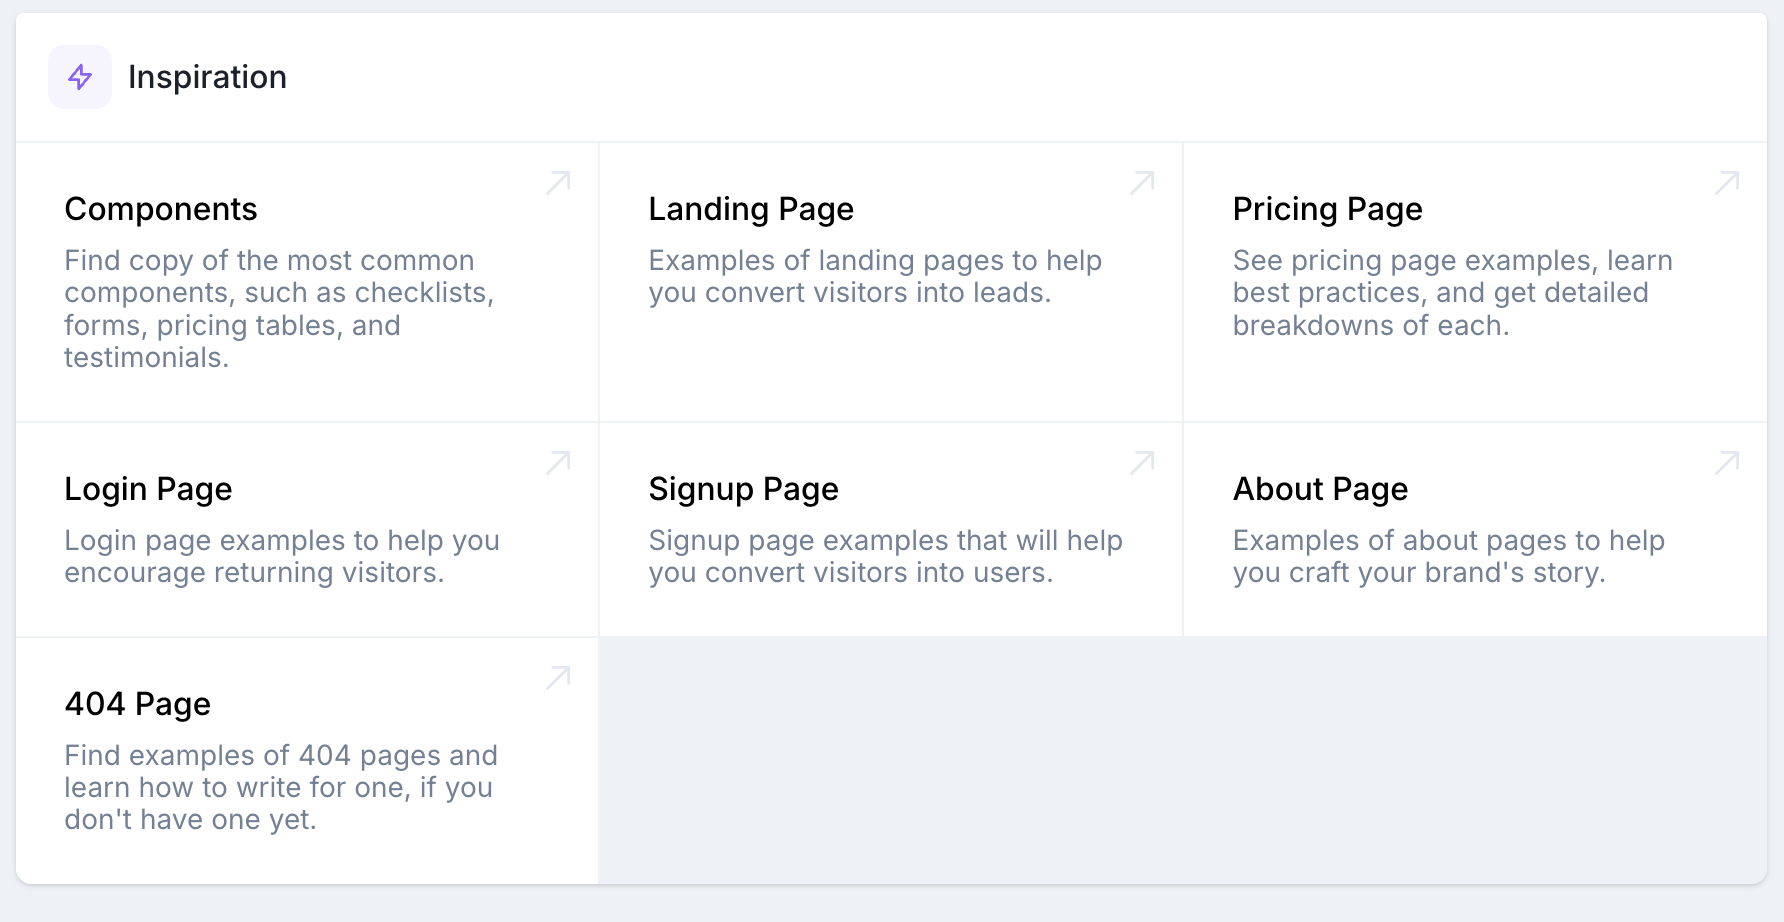 Inspiration
Components
Find copy of the most common
components, such as checklists,
forms, pricing tables, and
testimonials.
Landing Page
Examples of landing pages to help
you convert visitors into leads.
Pricing Page
See pricing page examples, learn
best practices, and get detailed
breakdowns of each.
Login Page
Login page examples to help you
encourage returning visitors.
Signup Page
Signup page examples that will help
you convert visitors into users.
About Page
Examples of about pages to help
you craft your brand's story.
404 Page
Find examples of 404 pages and
learn how to write for one, if you
don't have one yet.